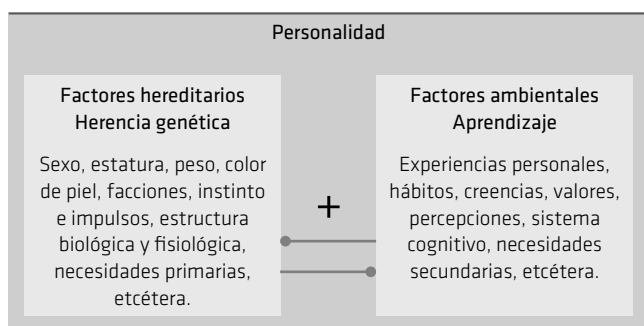 Personalidad
Factores hereditarios
Herencia genética
Sexo, estatura, peso, color
de piel, facciones, instinto
e impulsos, estructura
biológica y fisiológica,
necesidades primarias,
etcétera.
+
Factores ambientales
Aprendizaje
Experiencias personales,
hábitos, creencias, valores,
percepciones, sistema
cognitivo, necesidades
secundarias, etcétera.